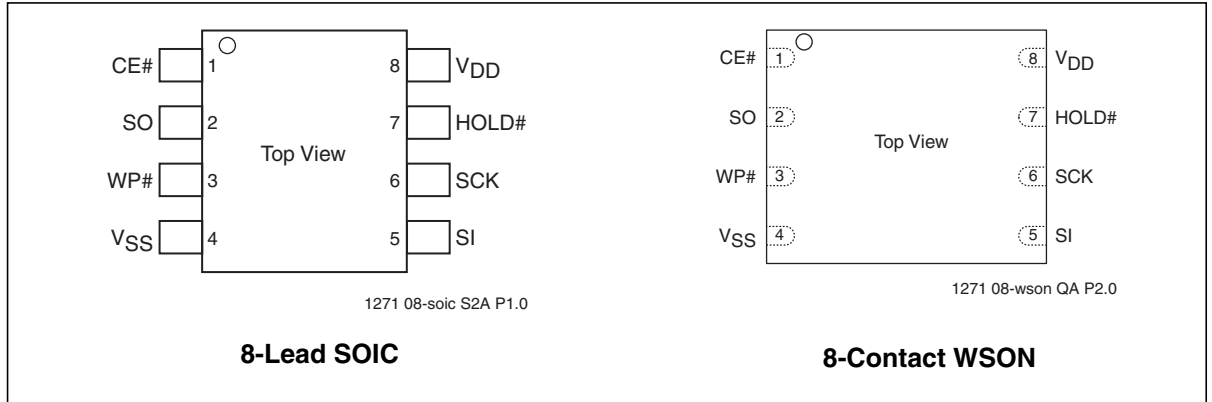 CE# 1 8 VDD
SO 2 7 HOLD#
Top View
WP# 3 6 SCK
VSS 4 5 SI
1271 08-soic S2A P1.0
8-Lead SOIC
CE# 1 8 VDD
SO 2 7 HOLD#
Top View
WP# 3 6 SCK
VSS 4 5 SI
1271 08-wson QA P2.0
8-Contact WSON